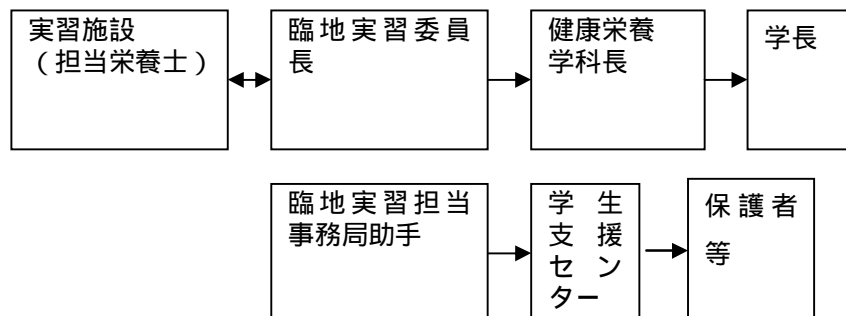 実習施設
(担当栄養士)
臨地実習委員
長
健康栄養
学科長
学長
臨地実習担当
事務局助手
学生
支援
セン
ター
保護者
等